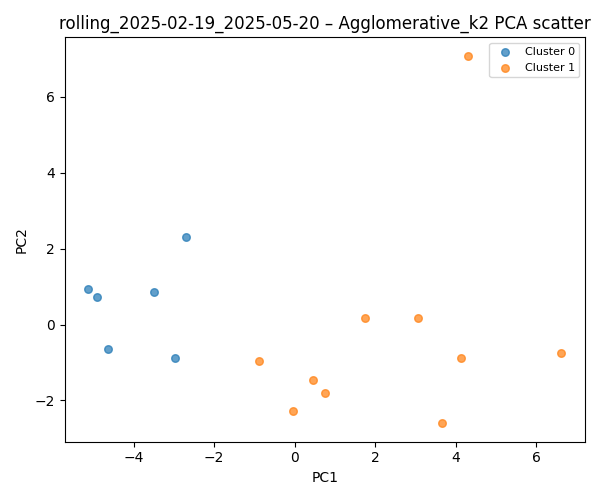 rolling_2025-02-19_2025-05-20 – Agglomerative_k2 PCA scatter
Cluster 0
Cluster 1
PC2
6
4
2
0
−2
−4
−2
0
2
4
6
PC1